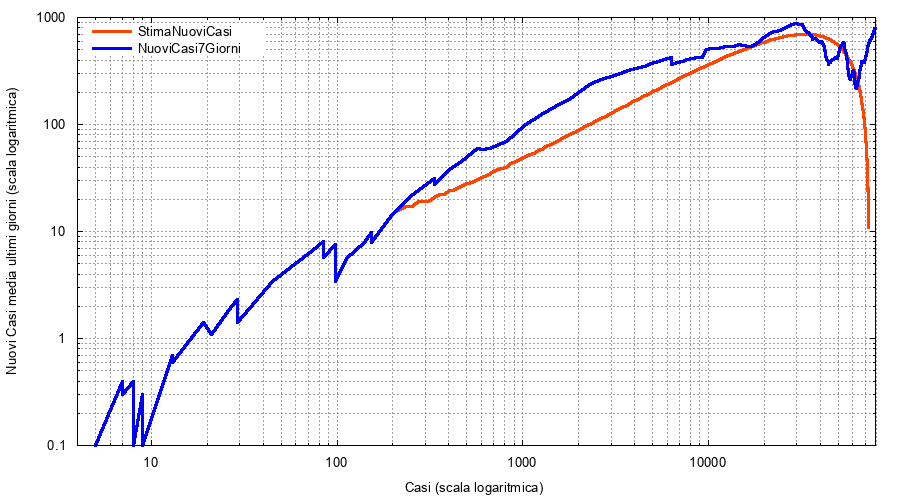 StimaNuoviCasi
NuoviCasi7Giorni
Nuovi Casi media ultimi giorni (scala logaritmica)
1000
100
10
1
0.1
10
100
1000
10000
Casi (scala logaritmica)